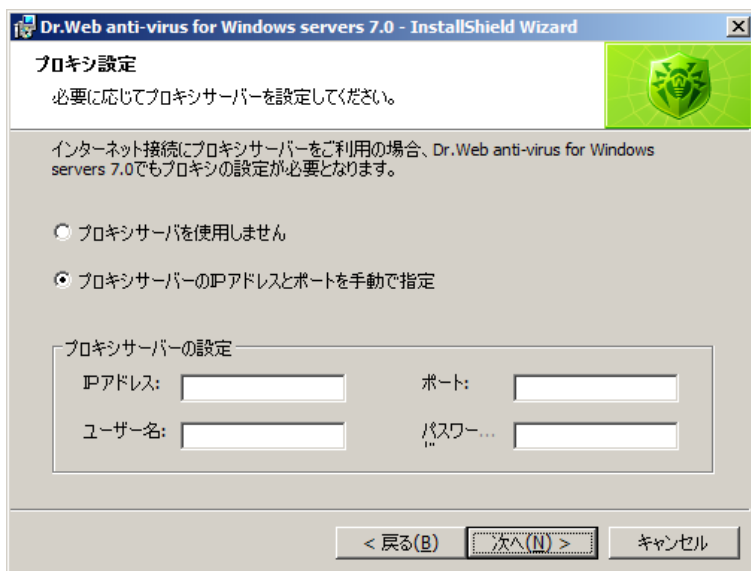 Dr.Web anti-virus for Windows servers 7.0 - InstallShield Wizard
プロキシ設定
必要に応じてプロキシサーバーを設定してください。
インターネット接続にプロキシサーバーをご利用の場合、Dr.Web anti-virus for Windows
servers 7.0でもプロキシの設定が必要となります。
プロキシサーバを使用しません
プロキシサーバーのIPアドレスとポートを手動で指定
プロキシサーバーの設定
IPアドレス: ポート:
ユーザー名: パスワー...
< 戻る(B) 次へ(N) > キャンセル